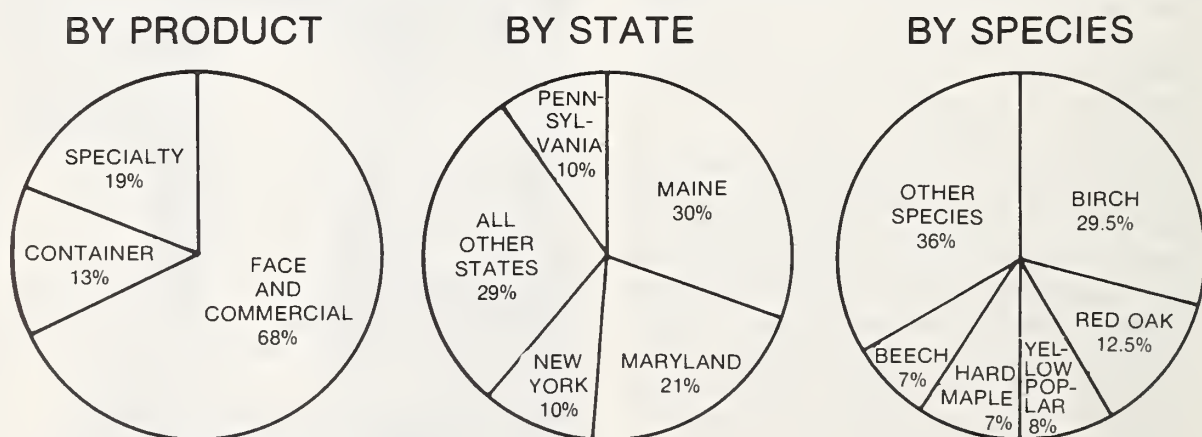 BY PRODUCT
SPECIALTY
19%
CONTAINER
13%
FACE
AND
COMMERCIAL
68%
BY STATE
PENN-
SYL-
VANIA
10%
MAINE
30%
ALL
OTHER
STATES
29%
NEW
YORK
10%
MARYLAND
21%
BY SPECIES
OTHER
SPECIES
36%
BIRCH
29.5%
RED OAK
12.5%
BEECH
7%
HARD
MAPLE
7%
YEL-
LOW
POP-
LAR
8%